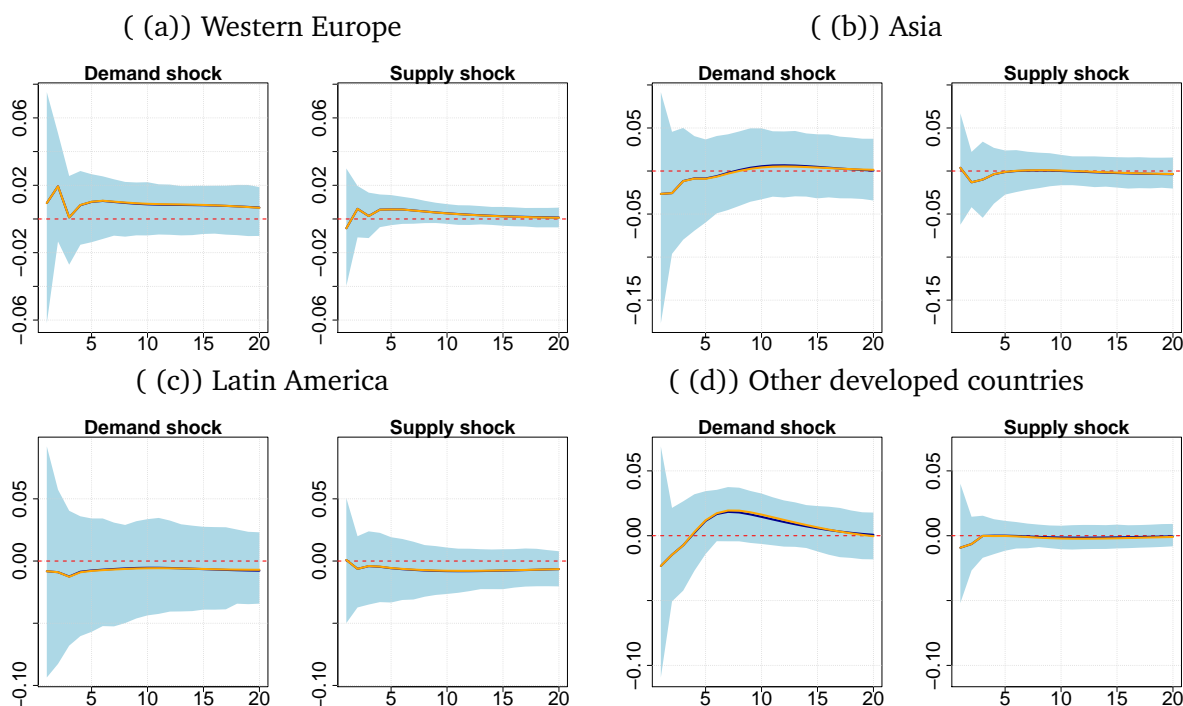 ( (a)) Western Europe
Demand shock
0.06
0.02
−0.02
−0.06
5 10 15 20
Supply shock
0.06
0.02
−0.02
−0.06
5 10 15 20
( (b)) Asia
Demand shock
0.05
−0.05
−0.15
5 10 15 20
Supply shock
0.05
−0.05
−0.15
5 10 15 20
( (c)) Latin America
Demand shock
0.05
0.00
−0.10
5 10 15 20
Supply shock
0.05
0.00
−0.10
5 10 15 20
( (d)) Other developed countries
Demand shock
0.05
0.00
−0.10
5 10 15 20
Supply shock
0.05
0.00
−0.10
5 10 15 20